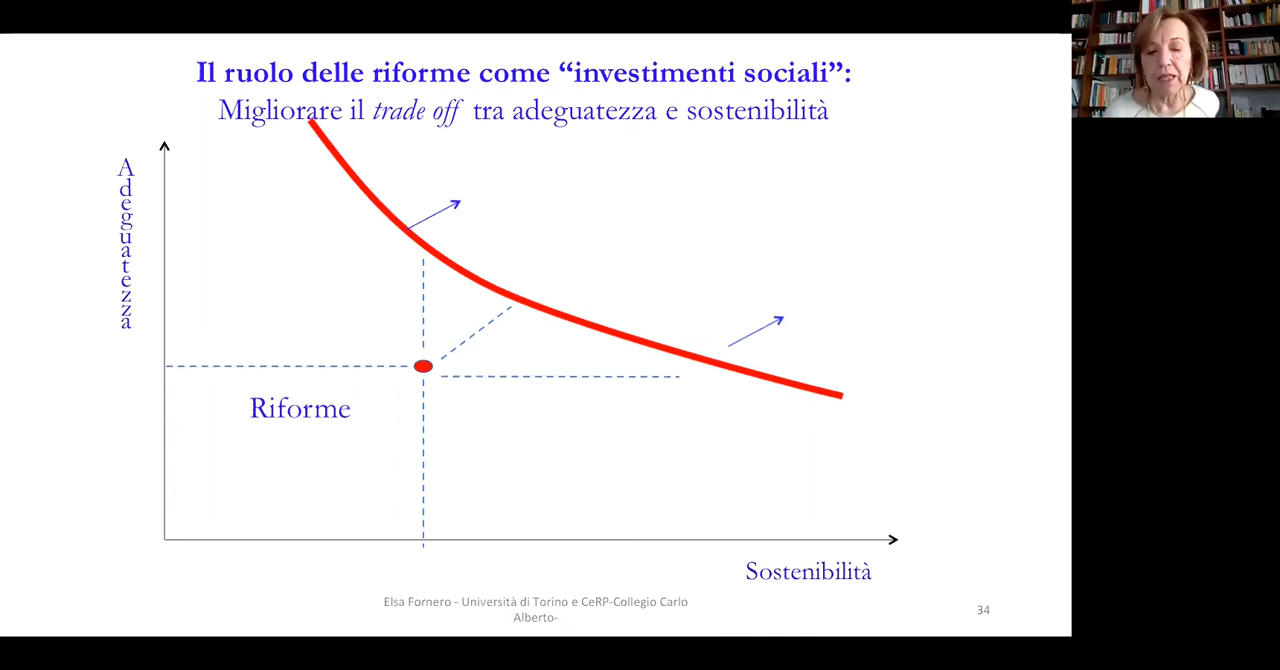 Il ruolo delle riforme come “investimenti sociali”:
Migliorare il trade off tra adeguatezza e sostenibilità
Adeguatezza
Riforme
Sostenibilità
Elsa Fornero - Università di Torino e CeRP-Collegio Carlo
Alberto-
34